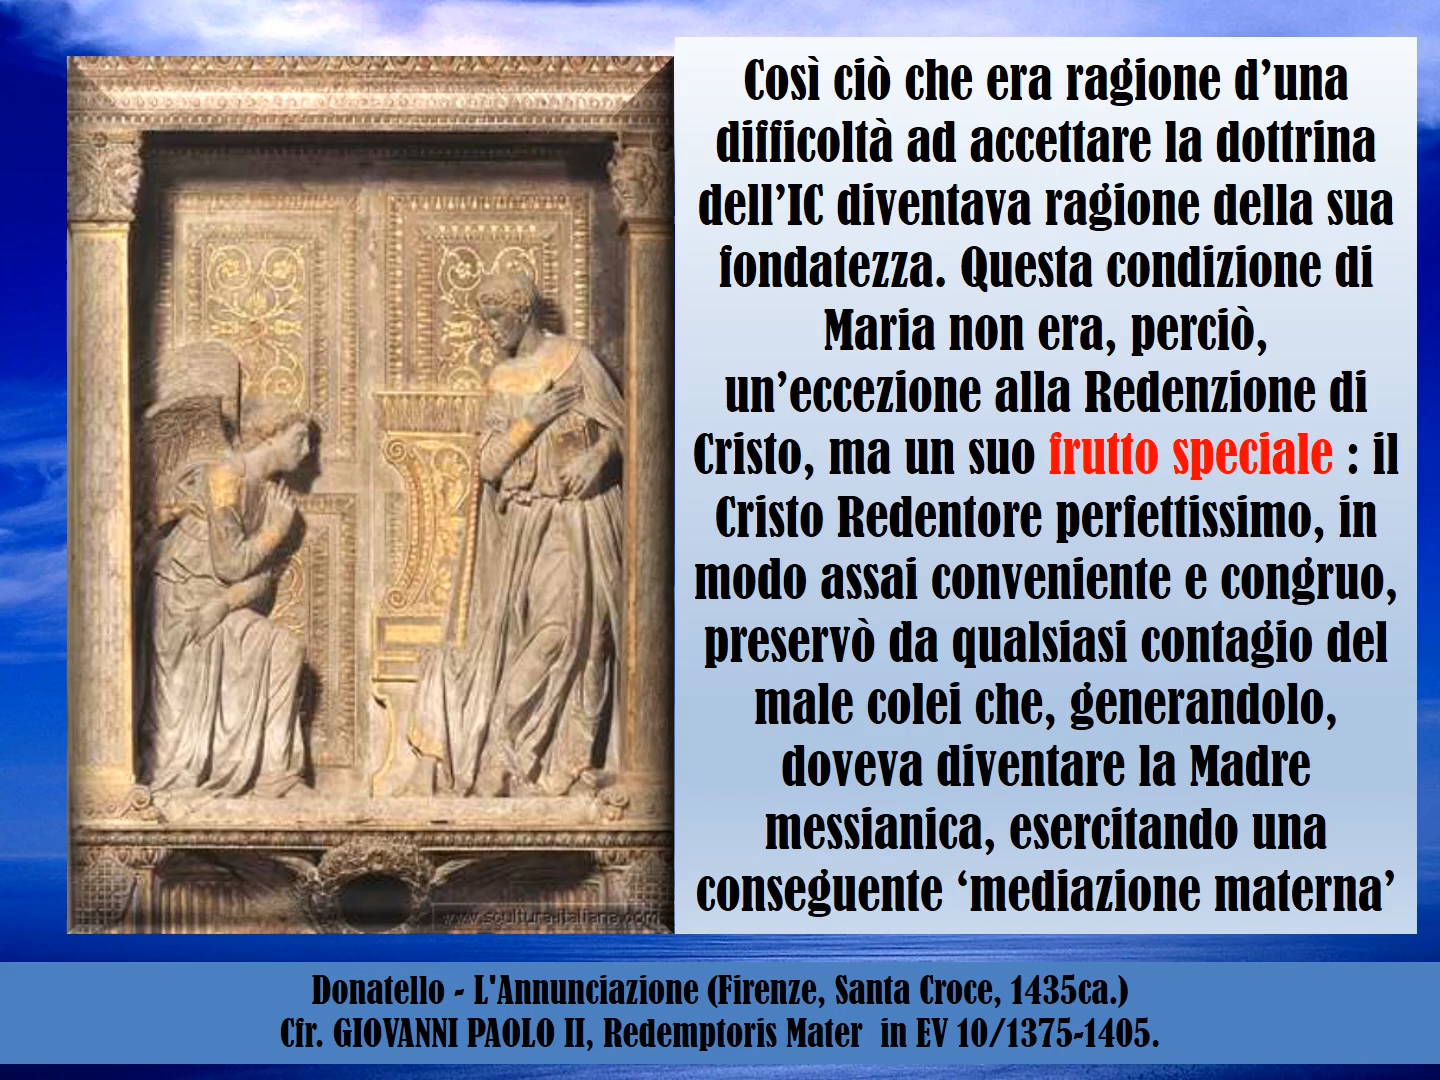 Così ciò che era ragione d’una
difficoltà ad accettare la dottrina
dell’IC diventava ragione della sua
fondatezza. Questa condizione di
Maria non era, perciò,
un’eccezione alla Redenzione di
Cristo, ma un suo frutto speciale : il
Cristo Redentore perfettissimo, in
modo assai conveniente e congruo,
preservò da qualsiasi contagio del
male colei che, generandolo,
doveva diventare la Madre
messianica, esercitando una
conseguente ‘mediazione materna’
www.scultura-italiana.com
Donatello - L'Annunciazione (Firenze, Santa Croce, 1435ca.)
Cfr. GIOVANNI PAOLO II, Redemptoris Mater in EV 10/1375-1405.